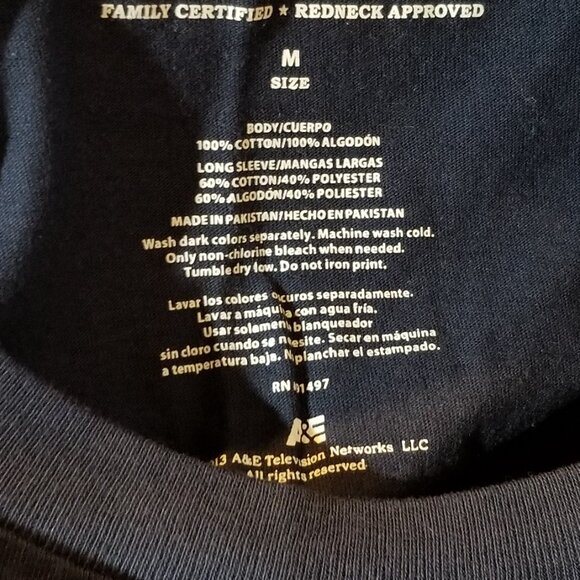 FAMILY CERTIFIED ★ REDNECK APPROVED
M
SIZE
BODY/CUERPO
100% COTTON/100% ALGODÓN
LONG SLEEVE/MANGAS LARGAS
60% COTTON/40% POLYESTER
60% ALGODÓN/40% POLIESTER
MADE IN PAKISTAN/HECHO EN PAKISTAN
Wash dark colors separately. Machine wash cold.
Only non-chlorine bleach when needed.
Tumble dry low. Do not iron print.
Lavar los colores oscuros separadamente.
Lavar a máquina con agua fría.
Usar solamente blanqueador
sin cloro cuando se necesite. Secar en máquina
a temperatura baja. N planchar el estampado.
RN 1497
A&E
13 A&E Television Networks LLC
All rights reserved